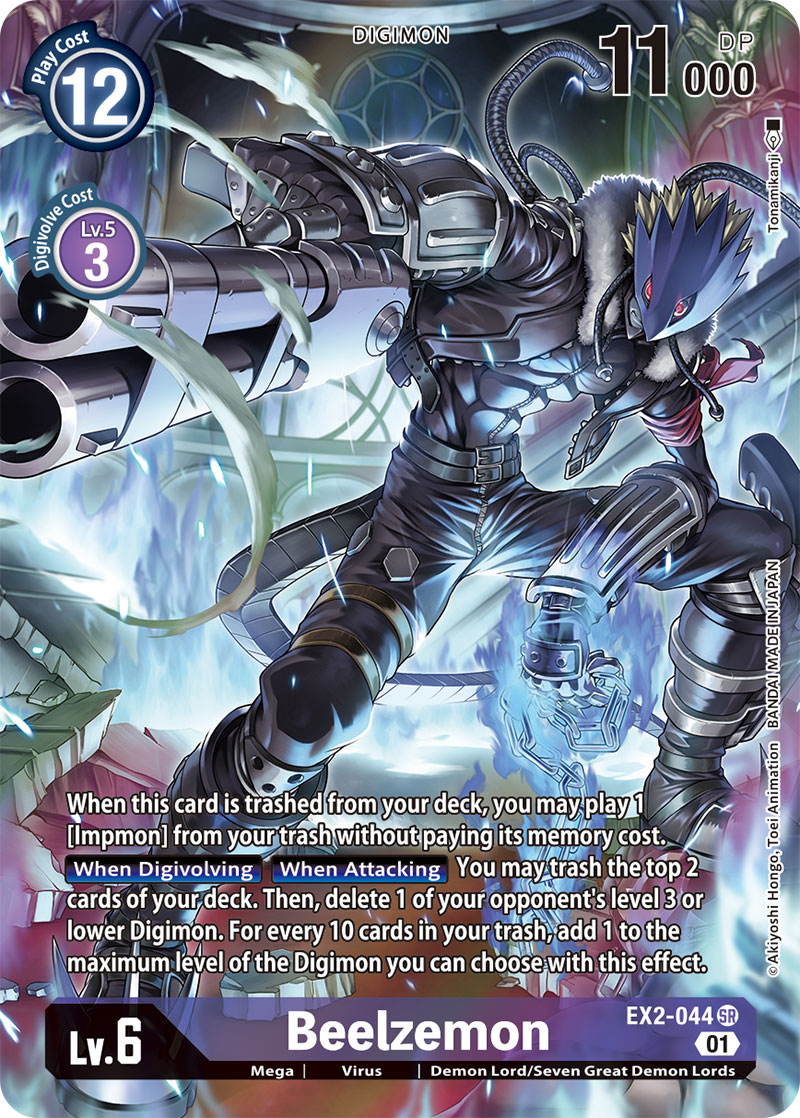 DIGIMON
Play Cost
12
11000
DP
Digivolve Cost
Lv.5
3
Tonamikanji
BANDAI MADE IN JAPAN
© Akiyoshi Hongo, Toei Animation
When this card is trashed from your deck, you may play 1
[Impmon] from your trash without paying its memory cost.
When Digivolving When Attacking You may trash the top 2
cards of your deck. Then, delete 1 of your opponent's level 3 or
lower Digimon. For every 10 cards in your trash, add 1 to the
maximum level of the Digimon you can choose with this effect.
EX2-044 SR
Lv.6
Beelzemon
01
Mega | Virus | Demon Lord/Seven Great Demon Lords